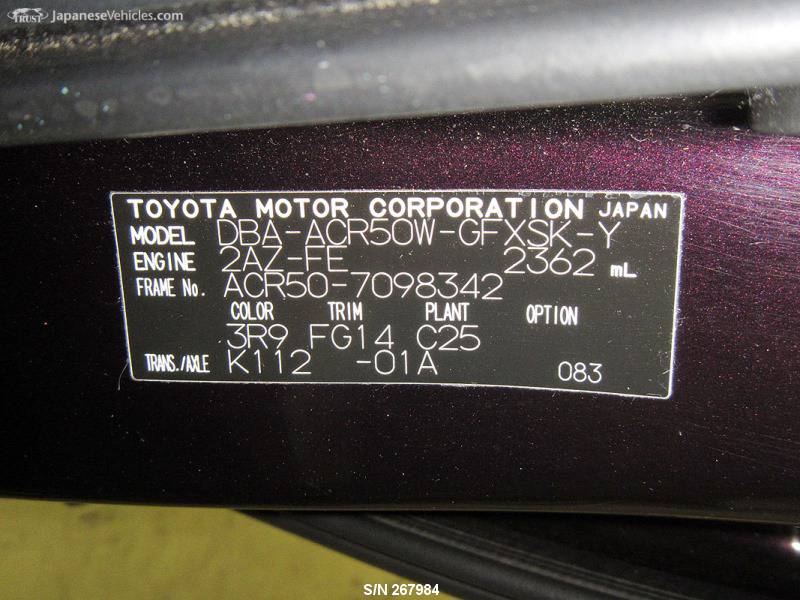 TRUST JapaneseVehicles.com
TOYOTA MOTOR CORPORATION JAPAN
MODEL DBA-ACR50W-GFXSK-Y
ENGINE 2AZ-FE 2362 mL
FRAME No. ACR50-7098342
COLOR TRIM PLANT OPTION
3R9 FG14 C25
TRANS./AXLE K112 -01A 083
S/N 267984